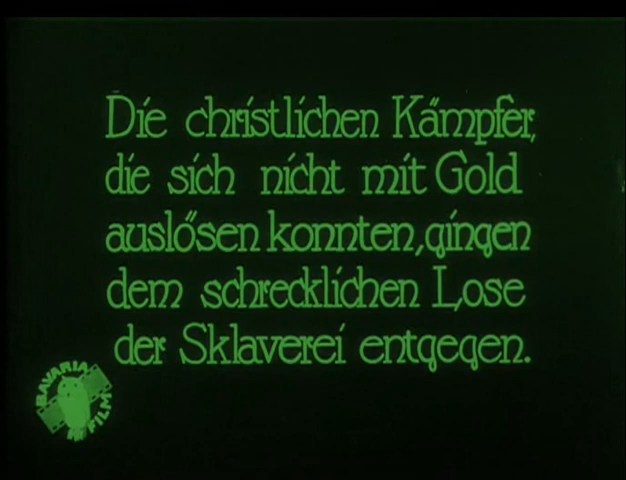 Die christlichen Kämpfer,
die sich nicht mit Gold
auslösen konnten, gingen
dem schrecklichen Lose
der Sklaverei entgegen.
BAVARIA
FILM